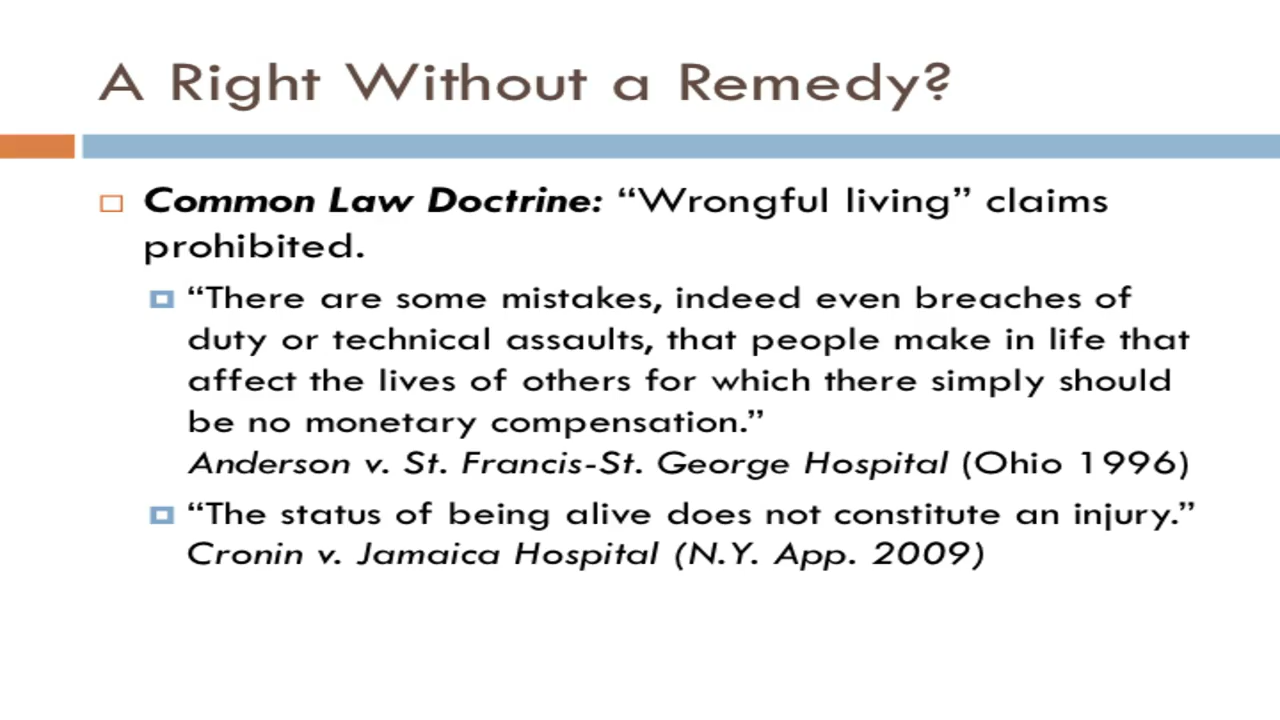 A Right Without a Remedy?
Common Law Doctrine: “Wrongful living” claims
prohibited.
“There are some mistakes, indeed even breaches of
duty or technical assaults, that people make in life that
affect the lives of others for which there simply should
be no monetary compensation.”
Anderson v. St. Francis-St. George Hospital (Ohio 1996)
“The status of being alive does not constitute an injury.”
Cronin v. Jamaica Hospital (N.Y. App. 2009)